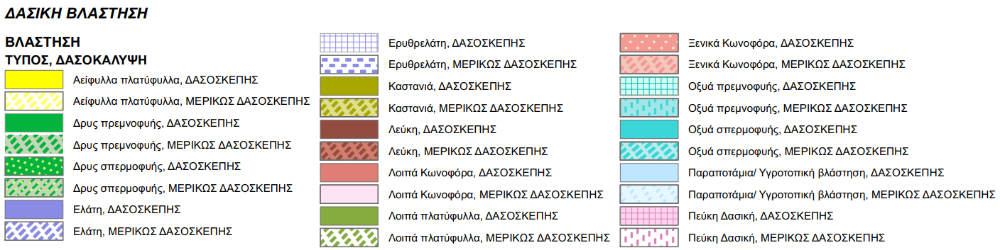 ΔΑΣΙΚΗ ΒΛΑΣΤΗΣΗ
ΒΛΑΣΤΗΣΗ
ΤΥΠΟΣ, ΔΑΣΟΚΑΛΥΨΗ
Αείφυλλα πλατύφυλλα, ΔΑΣΟΣΚΕΠΗΣ
Αείφυλλα πλατύφυλλα, ΜΕΡΙΚΩΣ ΔΑΣΟΣΚΕΠΗΣ
Δρυς πρεμνοφυής, ΔΑΣΟΣΚΕΠΗΣ
Δρυς πρεμνοφυής, ΜΕΡΙΚΩΣ ΔΑΣΟΣΚΕΠΗΣ
Δρυς σπερμοφυής, ΔΑΣΟΣΚΕΠΗΣ
Δρυς σπερμοφυής, ΜΕΡΙΚΩΣ ΔΑΣΟΣΚΕΠΗΣ
Ελάτη, ΔΑΣΟΣΚΕΠΗΣ
Ελάτη, ΜΕΡΙΚΩΣ ΔΑΣΟΣΚΕΠΗΣ
Ερυθρελάτη, ΔΑΣΟΣΚΕΠΗΣ
Ερυθρελάτη, ΜΕΡΙΚΩΣ ΔΑΣΟΣΚΕΠΗΣ
Καστανιά, ΔΑΣΟΣΚΕΠΗΣ
Καστανιά, ΜΕΡΙΚΩΣ ΔΑΣΟΣΚΕΠΗΣ
Λεύκη, ΔΑΣΟΣΚΕΠΗΣ
Λεύκη, ΜΕΡΙΚΩΣ ΔΑΣΟΣΚΕΠΗΣ
Λοιπά Κωνοφόρα, ΔΑΣΟΣΚΕΠΗΣ
Λοιπά Κωνοφόρα, ΜΕΡΙΚΩΣ ΔΑΣΟΣΚΕΠΗΣ
Λοιπά πλατύφυλλα, ΔΑΣΟΣΚΕΠΗΣ
Λοιπά πλατύφυλλα, ΜΕΡΙΚΩΣ ΔΑΣΟΣΚΕΠΗΣ
Ξενικά Κωνοφόρα, ΔΑΣΟΣΚΕΠΗΣ
Ξενικά Κωνοφόρα, ΜΕΡΙΚΩΣ ΔΑΣΟΣΚΕΠΗΣ
Οξυά πρεμνοφυής, ΔΑΣΟΣΚΕΠΗΣ
Οξυά πρεμνοφυής, ΜΕΡΙΚΩΣ ΔΑΣΟΣΚΕΠΗΣ
Οξυά σπερμοφυής, ΔΑΣΟΣΚΕΠΗΣ
Οξυά σπερμοφυής, ΜΕΡΙΚΩΣ ΔΑΣΟΣΚΕΠΗΣ
Παραποτάμια/ Υγροτοπική βλάστηση, ΔΑΣΟΣΚΕΠΗΣ
Παραποτάμια/ Υγροτοπική βλάστηση, ΜΕΡΙΚΩΣ ΔΑΣΟΣΚΕΠΗΣ
Πεύκη Δασική, ΔΑΣΟΣΚΕΠΗΣ
Πεύκη Δασική, ΜΕΡΙΚΩΣ ΔΑΣΟΣΚΕΠΗΣ